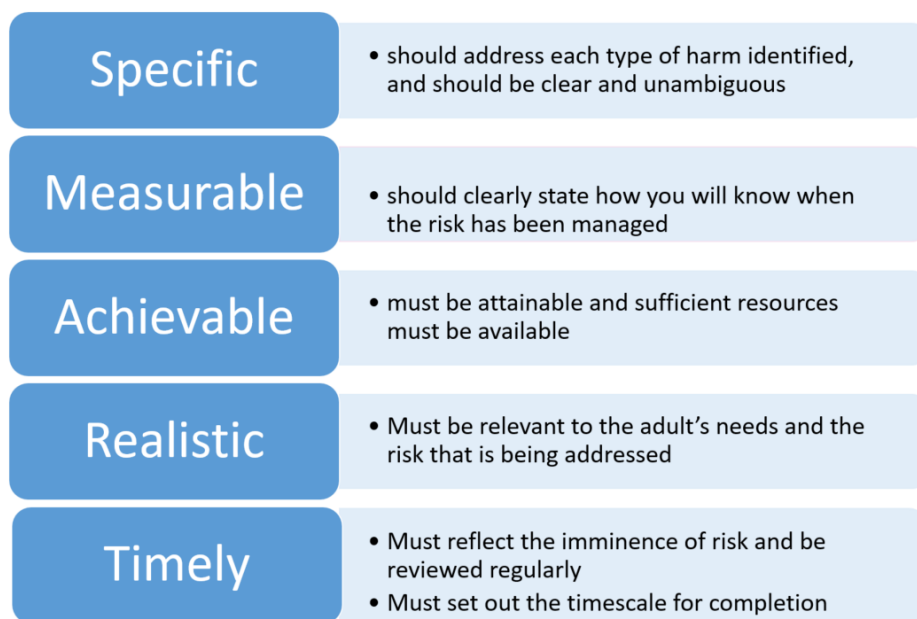 Specific
• should address each type of harm identified,
and should be clear and unambiguous
Measurable
• should clearly state how you will know when
the risk has been managed
Achievable
• must be attainable and sufficient resources
must be available
Realistic
• Must be relevant to the adult’s needs and the
risk that is being addressed
Timely
• Must reflect the imminence of risk and be
reviewed regularly
• Must set out the timescale for completion